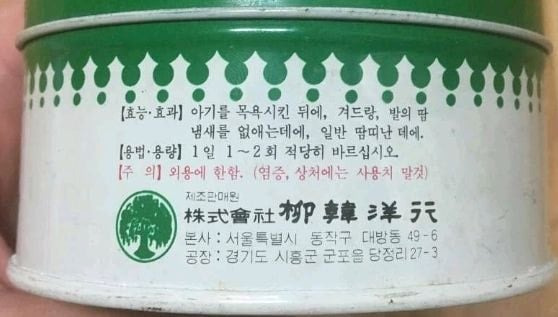 【효능·효과】 아기를 목욕시킨 뒤에, 겨드랑, 발의 땀
냄새를 없애는데에, 일반 땀띠난 데에.
【용법·용량】 1일 1~2회 적당히 바르십시오.
【주 의】 외용에 한함. (염증, 상처에는 사용치 말것)
제조판매원
株式會社 柳韓洋行
본사 : 서울특별시 동작구 대방동 49-6
공장 : 경기도 시흥군 군포읍 당정리 27-3